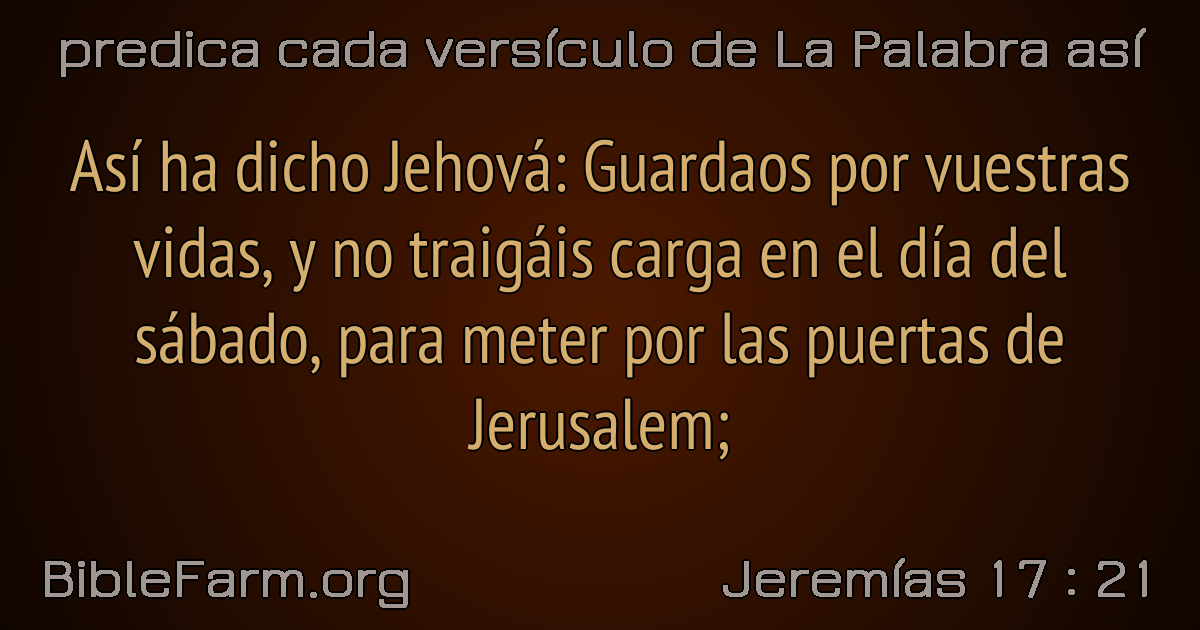 predica cada versículo de La Palabra así
Así ha dicho Jehová: Guardaos por vuestras
vidas, y no traigáis carga en el día del
sábado, para meter por las puertas de
Jerusalem;
BibleFarm.org
Jeremías 17 : 21